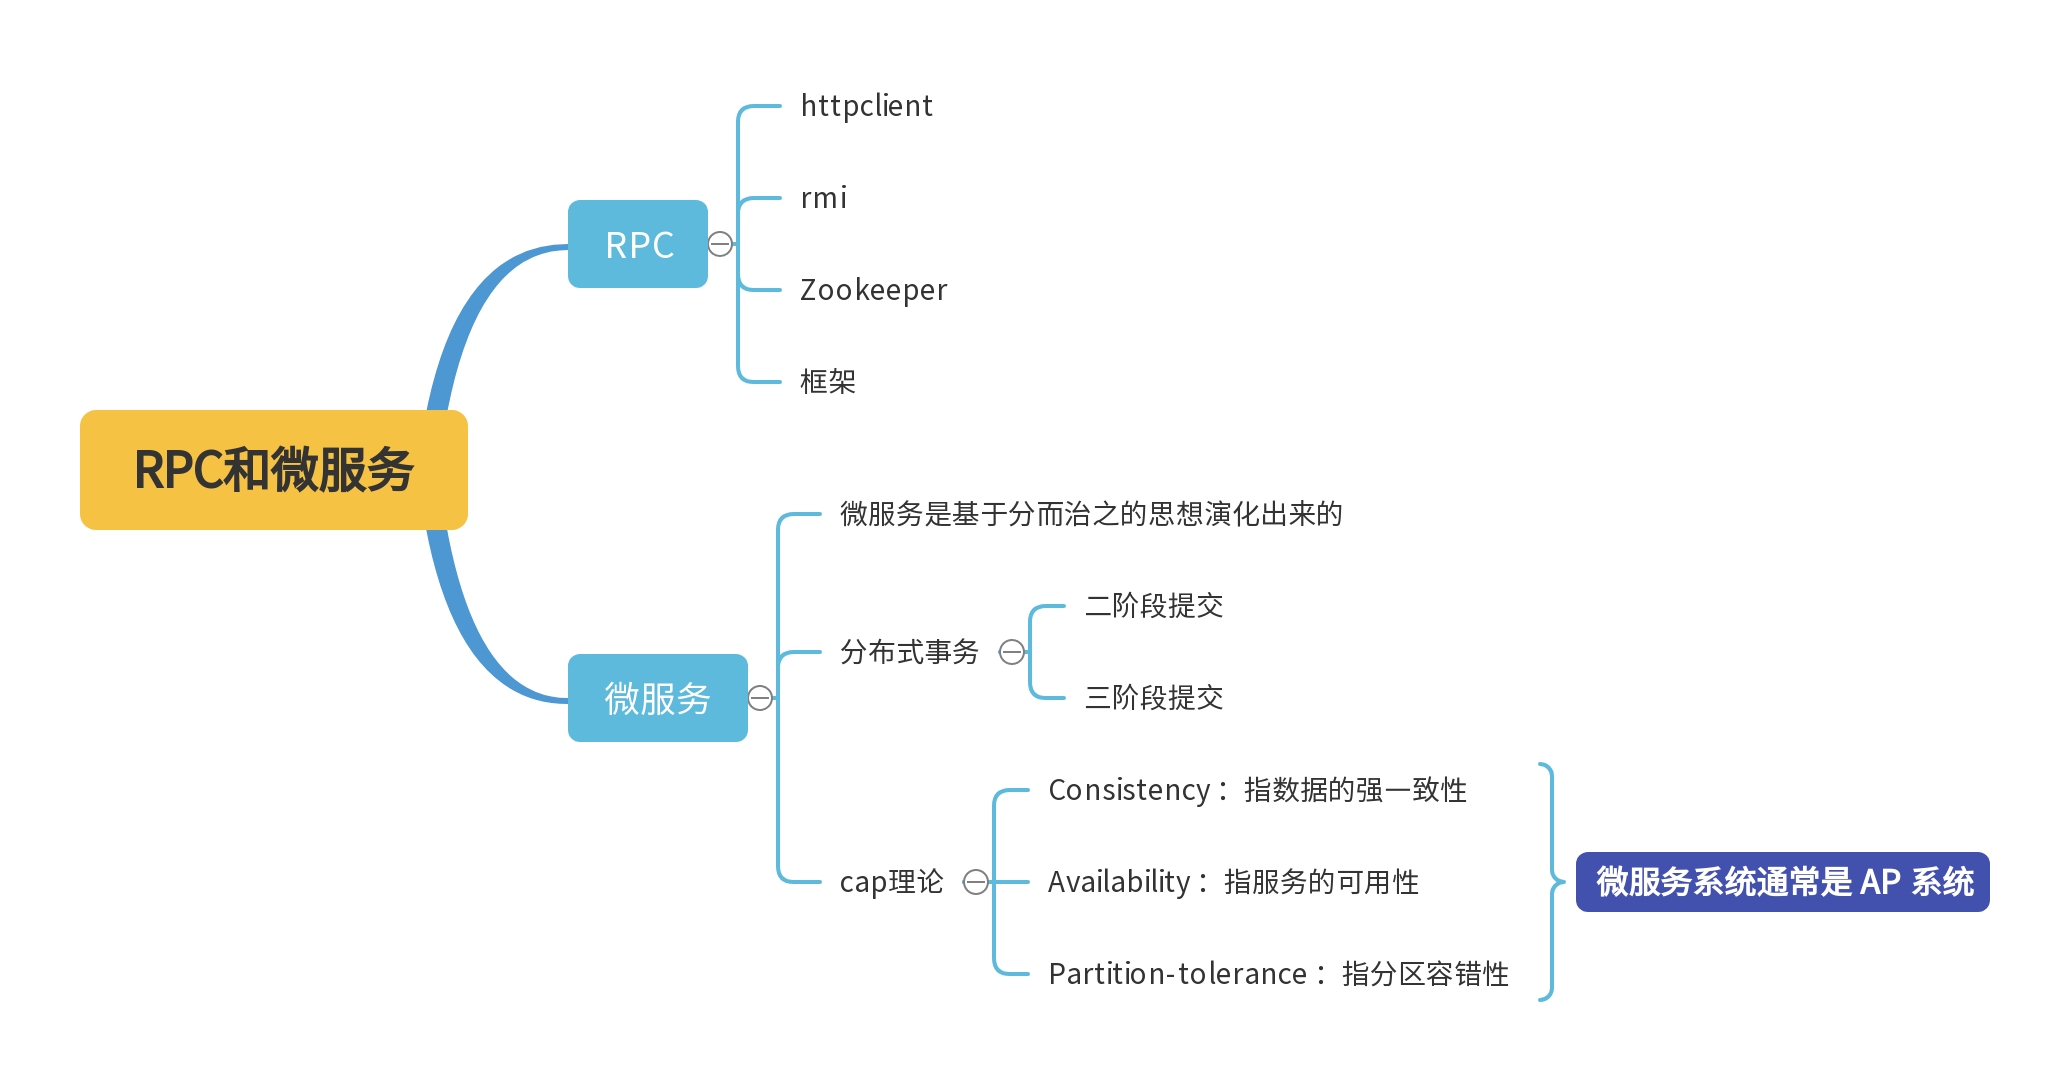 RPC和微服务
RPC
httpclient
rmi
Zookeeper
框架
微服务
微服务是基于分而治之的思想演化出来的
分布式事务
二阶段提交
三阶段提交
cap理论
Consistency：指数据的强一致性
Availability：指服务的可用性
Partition-tolerance：指分区容错性
微服务系统通常是 AP 系统